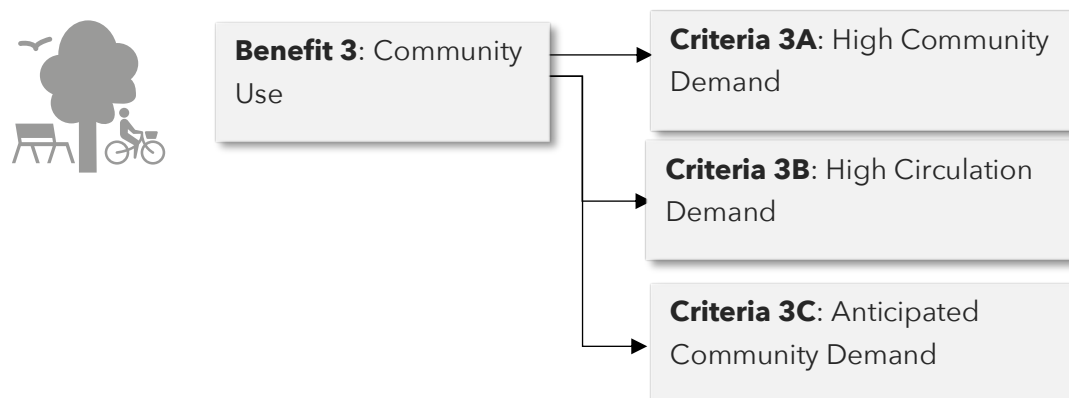 Benefit 3: Community
Use
Criteria 3A: High Community
Demand
Criteria 3B: High Circulation
Demand
Criteria 3C: Anticipated
Community Demand